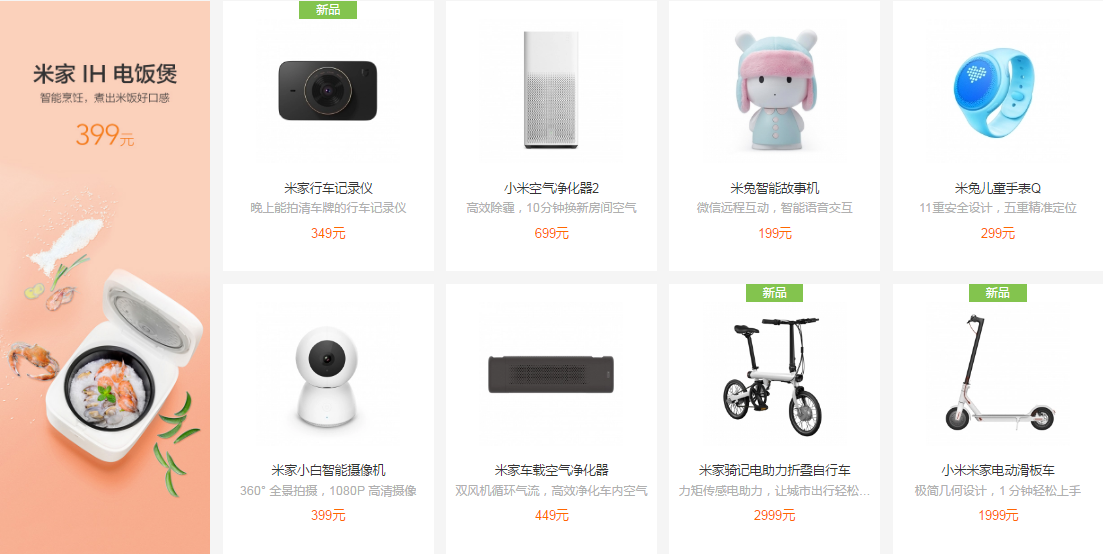 米家 IH 电饭煲
智能烹饪，煮出米饭好口感
399元
新品
米家行车记录仪
晚上能拍清车牌的行车记录仪
349元
小米空气净化器2
高效除霾，10分钟换新房间空气
699元
米兔智能故事机
微信远程互动，智能语音交互
199元
米兔儿童手表Q
11重安全设计，五重精准定位
299元
米家小白智能摄像机
360° 全景拍摄，1080P 高清摄像
399元
米家车载空气净化器
双风机循环气流，高效净化车内空气
449元
新品
米家骑记电助力折叠自行车
力矩传感电助力，让城市出行轻松...
2999元
新品
小米米家电动滑板车
极简几何设计，1 分钟轻松上手
1999元